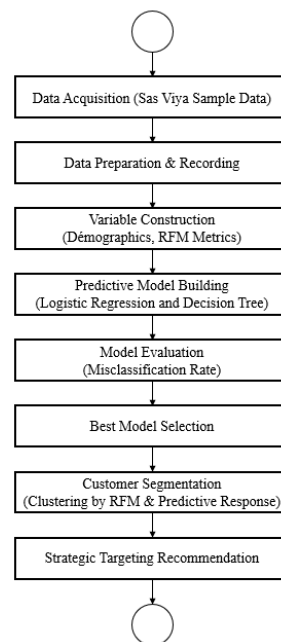 Data Acquisition (Sas Viya Sample Data)
Data Preparation & Recording
Variable Construction
(Démographics, RFM Metrics)
Predictive Model Building
(Logistic Regression and Decision Tree)
Model Evaluation
(Misclassification Rate)
Best Model Selection
Customer Segmentation
(Clustering by RFM & Predictive Response)
Strategic Targeting Recommendation